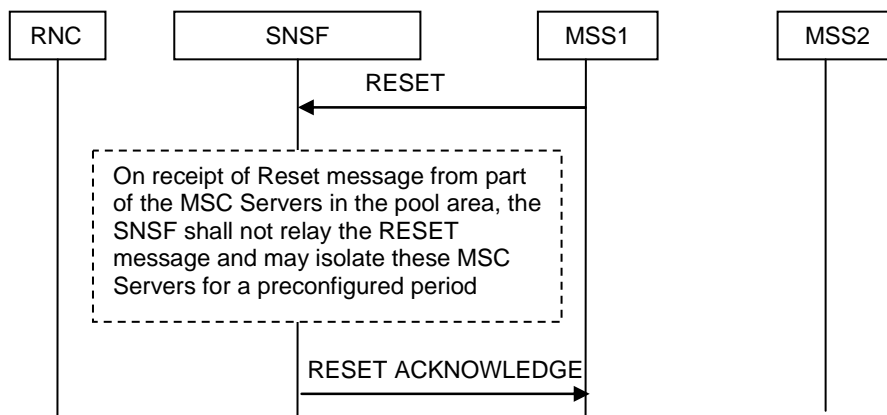 RNC SNSF MSS1 MSS2
RESET
On receipt of Reset message from part
of the MSC Servers in the pool area, the
SNSF shall not relay the RESET
message and may isolate these MSC
Servers for a preconfigured period
RESET ACKNOWLEDGE